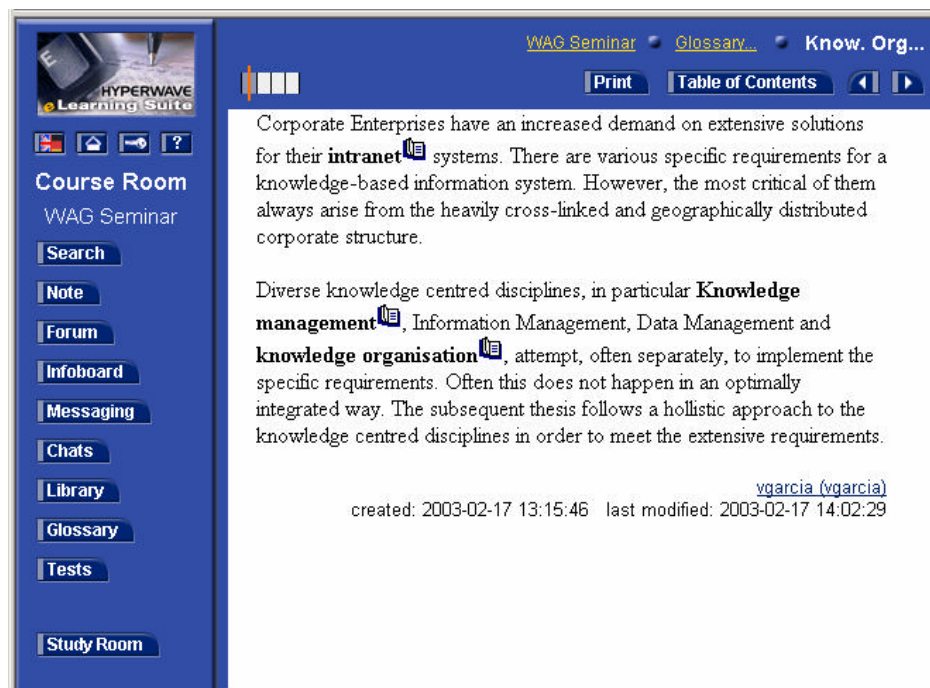 WAG Seminar Glossary... Know. Org...
HYPERWAVE
eLearning Suite
Print Table of Contents
?
Course Room
WAG Seminar
Search
Note
Forum
Infoboard
Messaging
Chats
Library
Glossary
Tests
Study Room
Corporate Enterprises have an increased demand on extensive solutions
for their intranet systems. There are various specific requirements for a
knowledge-based information system. However, the most critical of them
always arise from the heavily cross-linked and geographically distributed
corporate structure.
Diverse knowledge centred disciplines, in particular Knowledge
management, Information Management, Data Management and
knowledge organisation, attempt, often separately, to implement the
specific requirements. Often this does not happen in an optimally
integrated way. The subsequent thesis follows a hollistic approach to the
knowledge centred disciplines in order to meet the extensive requirements.
vgarcia (vgarcia)
created: 2003-02-17 13:15:46 last modified: 2003-02-17 14:02:29